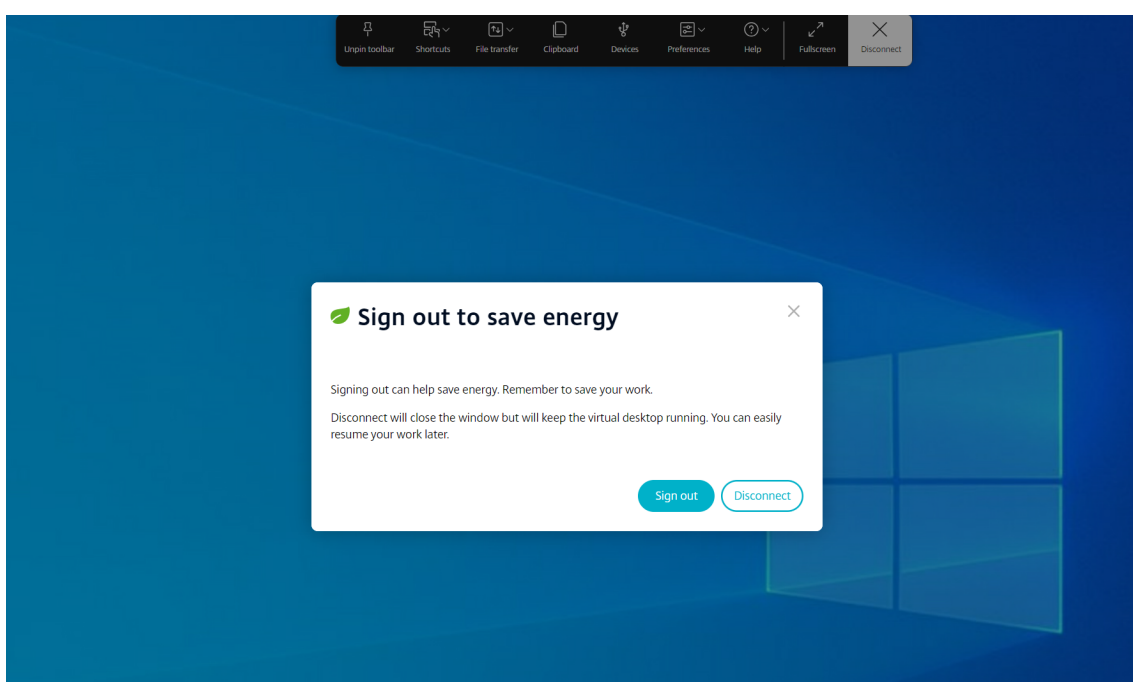 Unpin toolbar Shortcuts File transfer Clipboard Devices Preferences Help Fullscreen Disconnect
Sign out to save energy
Signing out can help save energy. Remember to save your work.
Disconnect will close the window but will keep the virtual desktop running. You can easily
resume your work later.
Sign out Disconnect